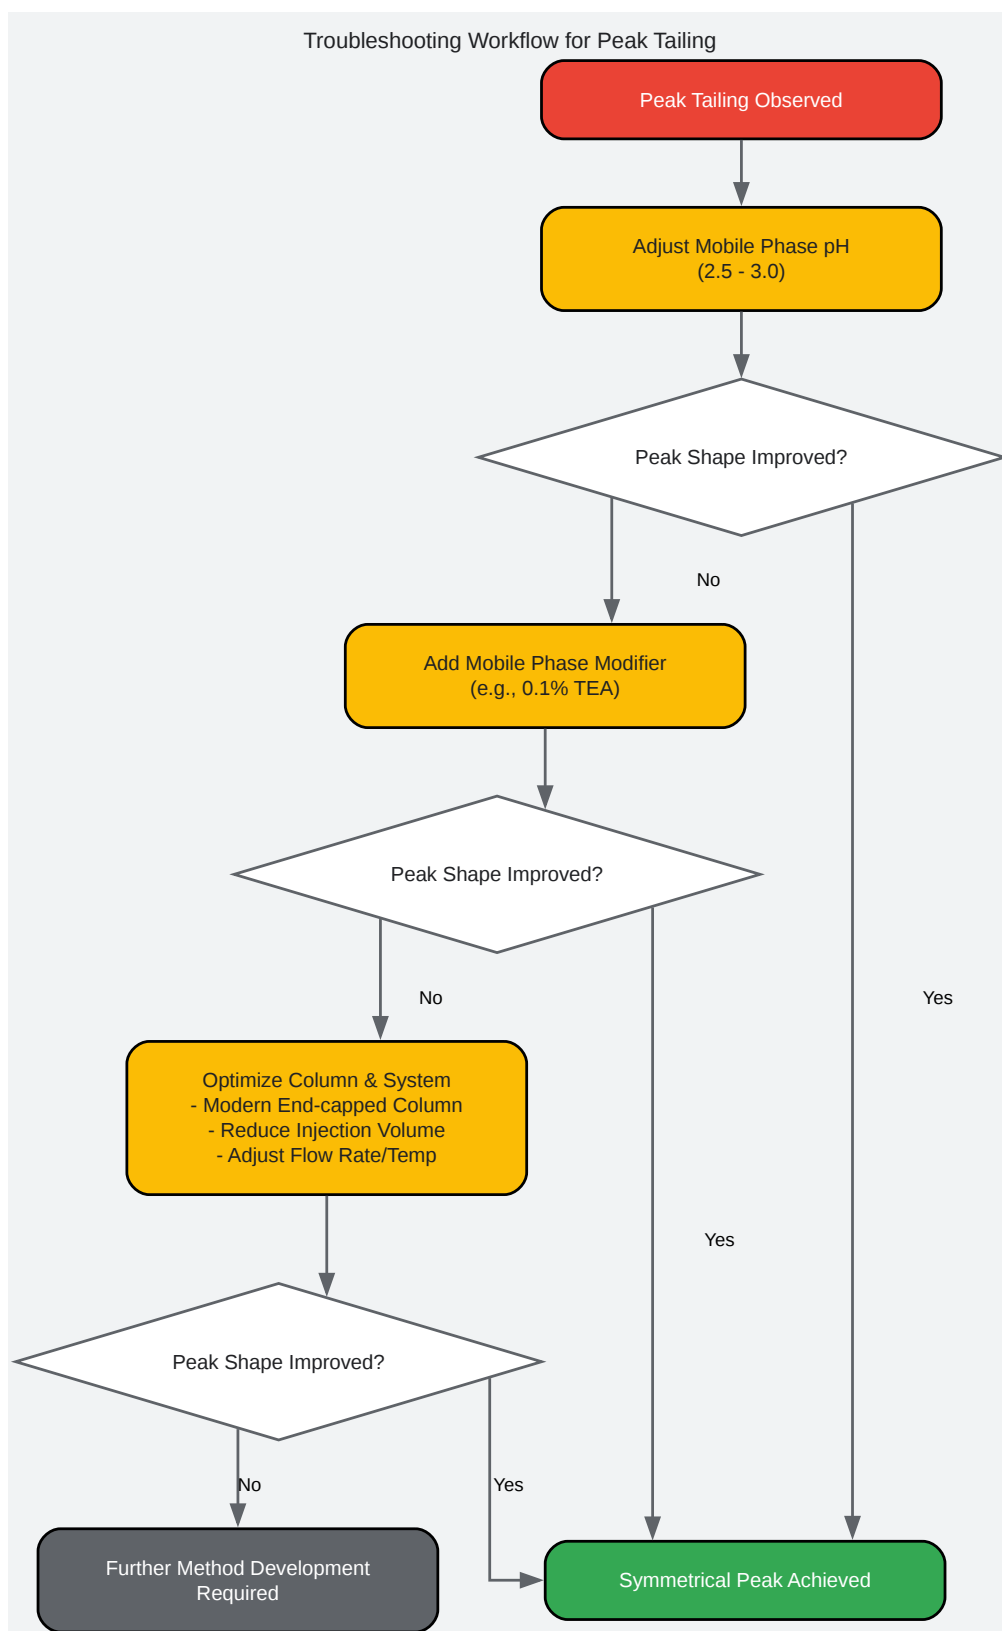 Troubleshooting Workflow for Peak Tailing
Peak Tailing Observed
Adjust Mobile Phase pH
(2.5 - 3.0)
Peak Shape Improved?
No
Add Mobile Phase Modifier
(e.g., 0.1% TEA)
Peak Shape Improved?
No
Yes
Optimize Column & System
- Modern End-capped Column
- Reduce Injection Volume
- Adjust Flow Rate/Temp
Yes
Peak Shape Improved?
No
Yes
Further Method Development
Required
Symmetrical Peak Achieved